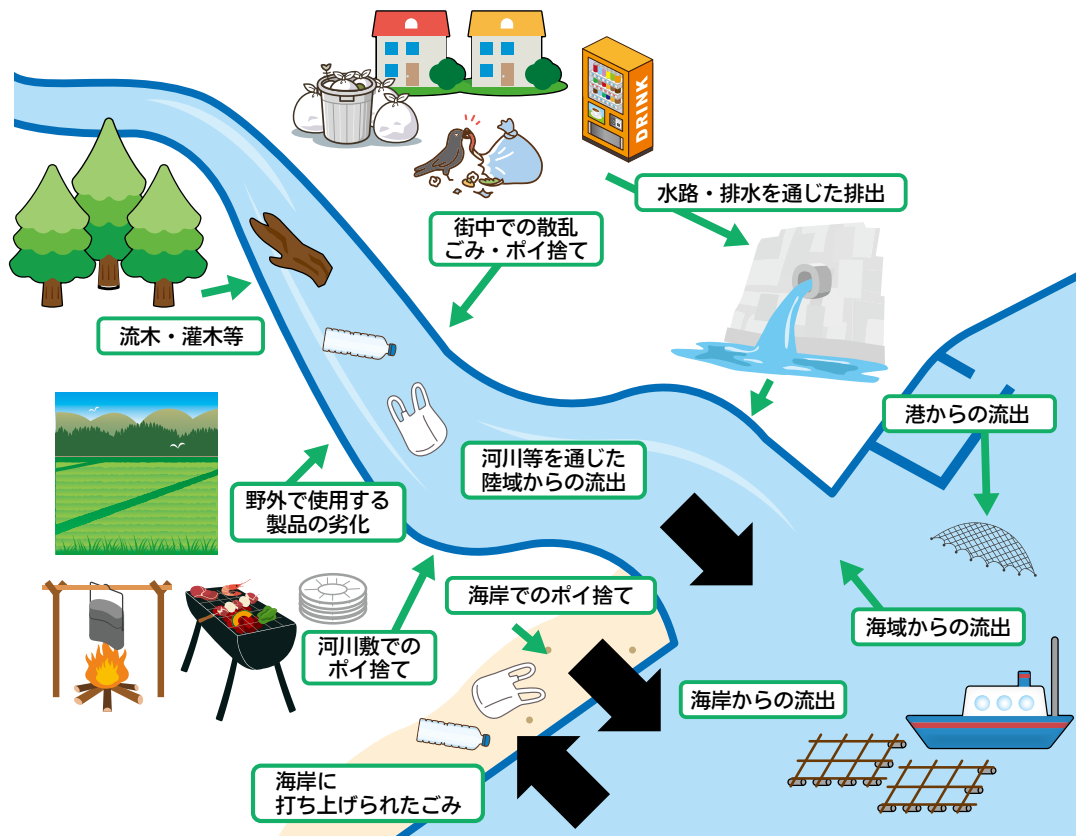 DRINK
水路・排水を通じた排出
街中での散乱
ごみ・ポイ捨て
流木・灌木等
港からの流出
河川等を通じた
陸域からの流出
野外で使用する
製品の劣化
海岸でのポイ捨て
海域からの流出
河川敷での
ポイ捨て
海岸からの流出
海岸に
打ち上げられたごみ